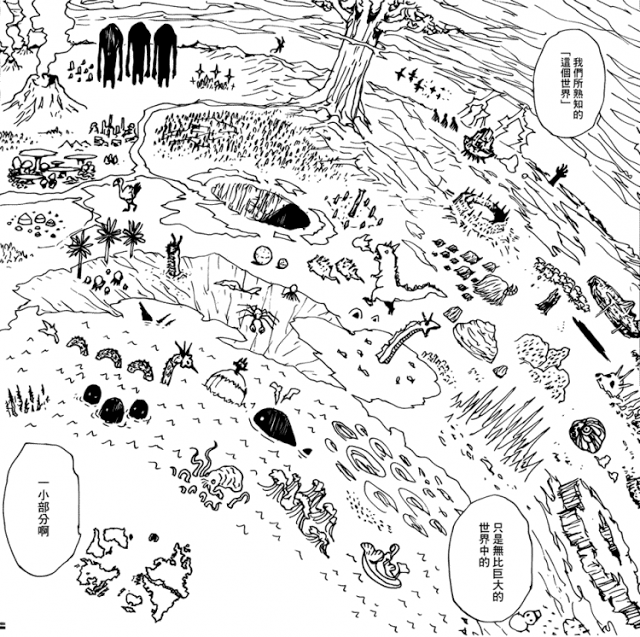 我們所熟知的
「這個世界」
只是無比巨大的
世界中的
一小部分啊